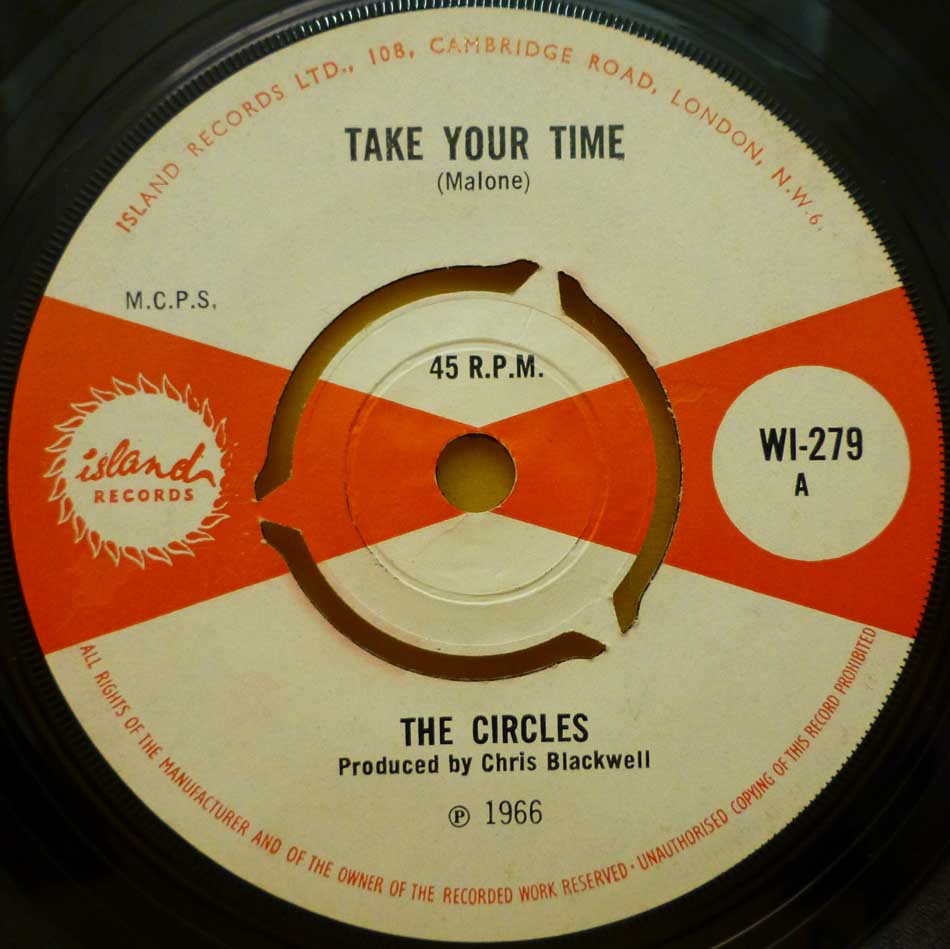 ISLAND RECORDS LTD., 108, CAMBRIDGE ROAD, LONDON, N.W.6.
TAKE YOUR TIME
(Malone)
M.C.P.S.
45 R.P.M.
island
RECORDS
WI-279
A
THE CIRCLES
Produced by Chris Blackwell
℗ 1966
ALL RIGHTS OF THE MANUFACTURER AND OF THE OWNER OF THE RECORDED WORK RESERVED · UNAUTHORISED COPYING OF THIS RECORD PROHIBITED